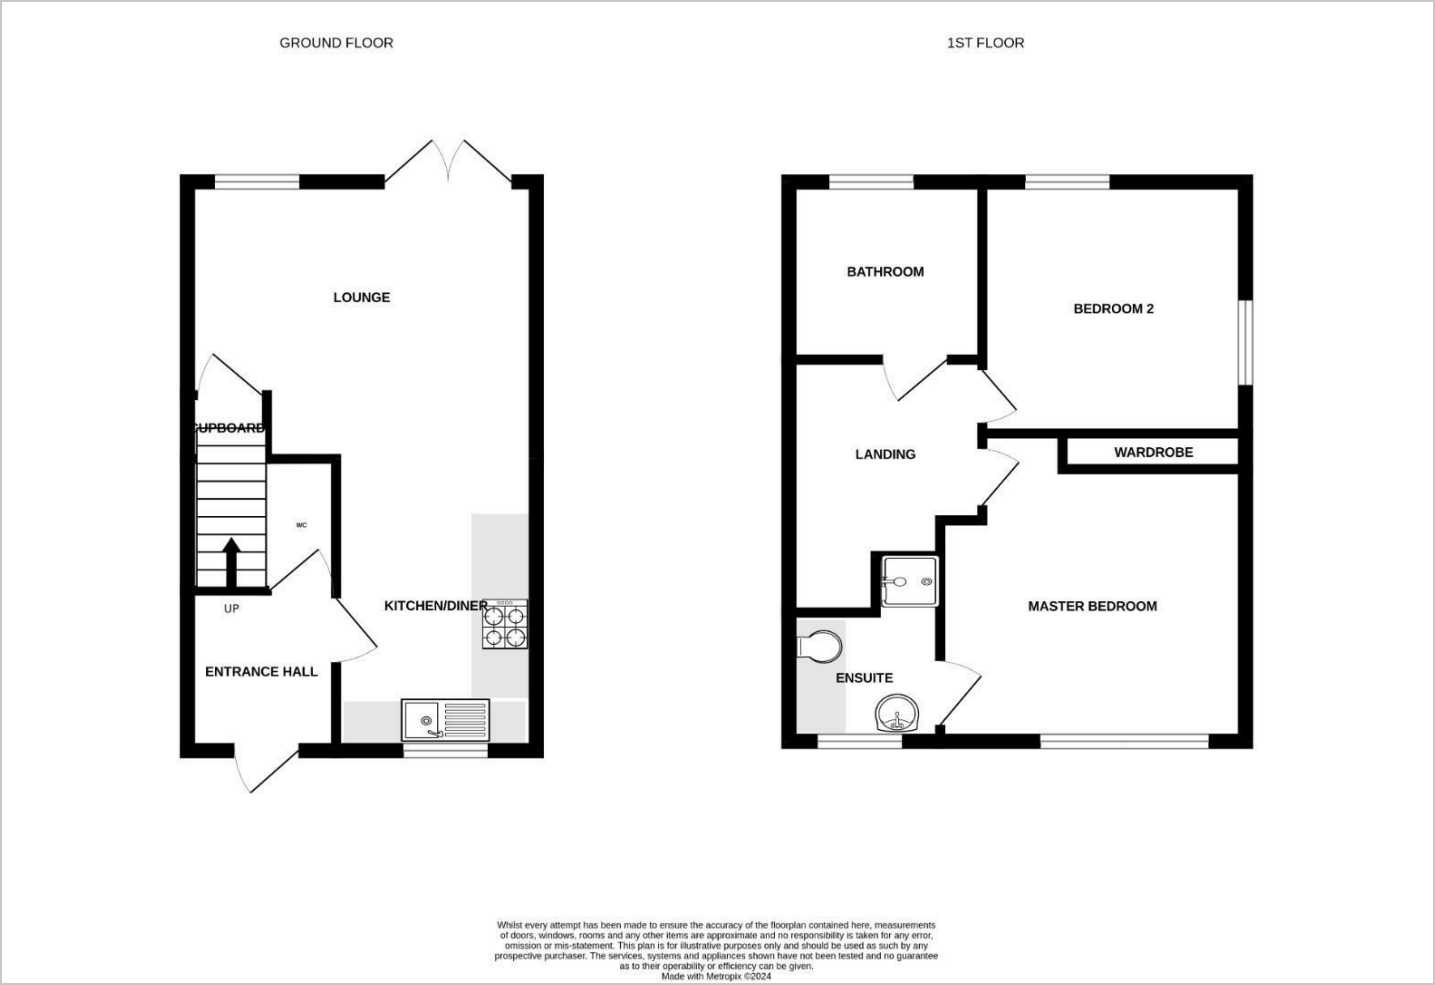 GROUND FLOOR
1ST FLOOR
LOUNGE
CUPBOARD
WC
UP
KITCHEN/DINER
ENTRANCE HALL
BATHROOM
BEDROOM 2
LANDING
WARDROBE
MASTER BEDROOM
ENSUITE
Whilst every attempt has been made to ensure the accuracy of the floorplan contained here, measurements
of doors, windows, rooms and any other items are approximate and no responsibility is taken for any error,
omission or mis-statement. This plan is for illustrative purposes only and should be used as such by any
prospective purchaser. The services, systems and appliances shown have not been tested and no guarantee
as to their operability or efficiency can be given.
Made with Metropix ©2024